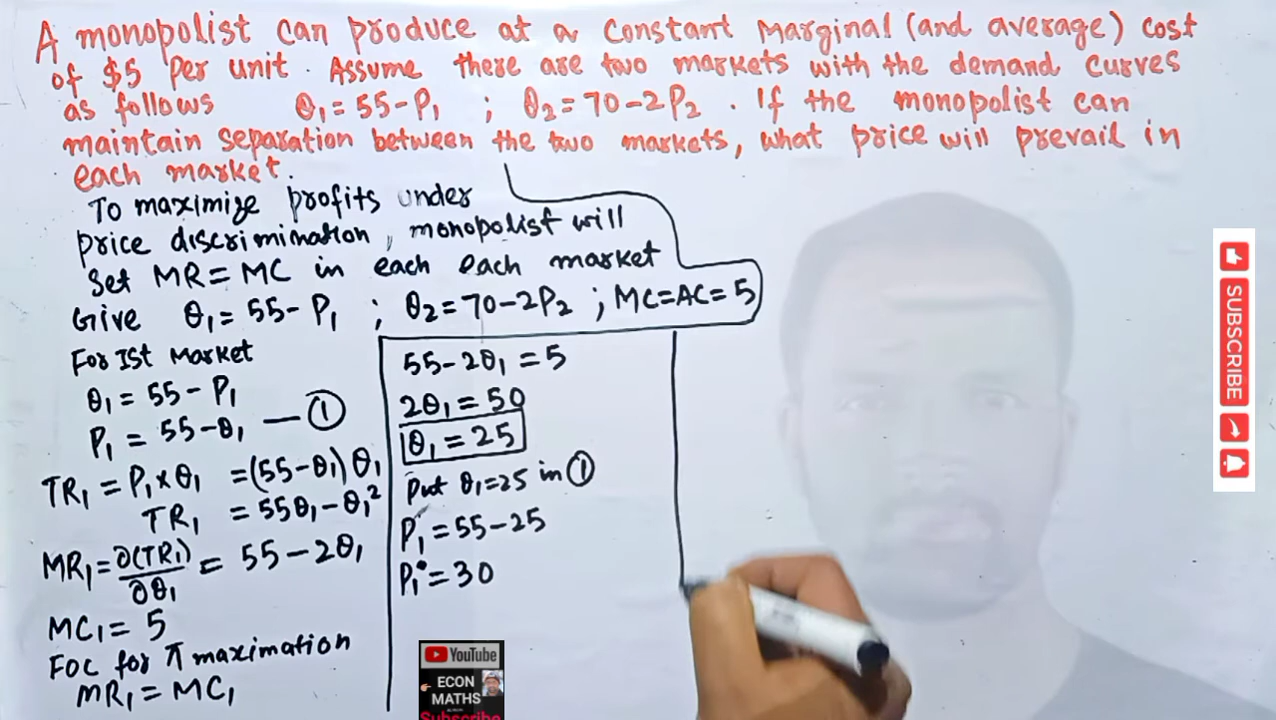 A monopolist can produce at a constant Marginal (and average) cost
of $5 per unit. Assume there are two markets with the demand curves
as follows θ₁ = 55 - P₁ ; θ₂ = 70 - 2P₂ . If the monopolist can
maintain separation between the two markets, what price will prevail in
each market.
To maximize profits under
price discrimination, monopolist will
Set MR = MC in each each market
Give θ₁ = 55 - P₁ ; θ₂ = 70 - 2P₂ ; MC = AC = 5
For Ist Market
θ₁ = 55 - P₁
P₁ = 55 - θ₁ — ①
TR₁ = P₁ × θ₁ = (55 - θ₁) θ₁
TR₁ = 55θ₁ - θ₁²
MR₁ = ∂(TR₁)/∂θ₁ = 55 - 2θ₁
MC₁ = 5
FOC for π maximation
MR₁ = MC₁
55 - 2θ₁ = 5
2θ₁ = 50
θ₁ = 25
Put θ₁ = 25 in ①
P₁ = 55 - 25
P₁• = 30
SUBSCRIBE
YouTube
ECON
MATHS
Subscribe